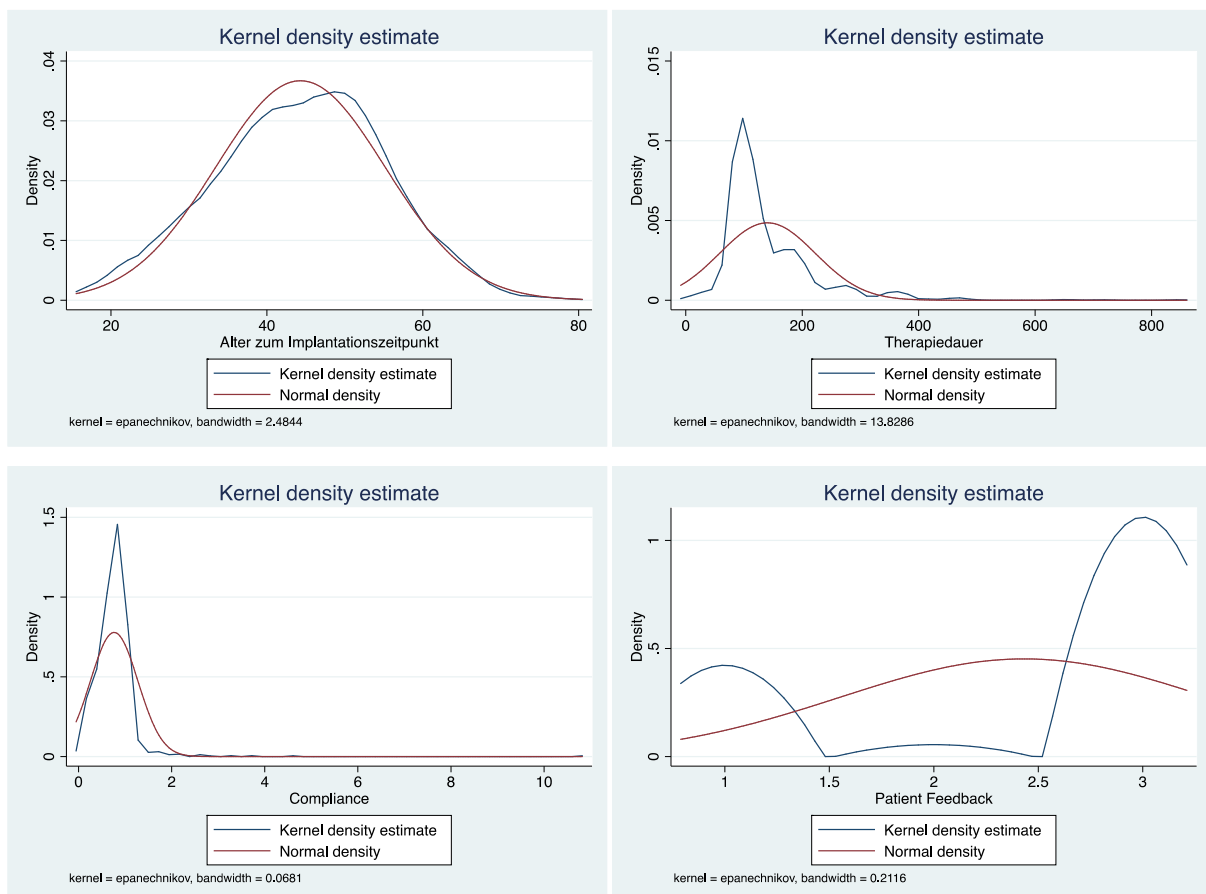 Kernel density estimate
.04
.03
.02
.01
0
Density
20 40 60 80
Alter zum Implantationszeitpunkt
Kernel density estimate
Normal density
kernel = epanechnikov, bandwidth = 2.4844
Kernel density estimate
.015
.01
.005
0
Density
0 200 400 600 800
Therapiedauer
Kernel density estimate
Normal density
kernel = epanechnikov, bandwidth = 13.8286
Kernel density estimate
1.5
1
.5
0
Density
0 2 4 6 8 10
Compliance
Kernel density estimate
Normal density
kernel = epanechnikov, bandwidth = 0.0681
Kernel density estimate
1
.5
0
Density
1 1.5 2 2.5 3
Patient Feedback
Kernel density estimate
Normal density
kernel = epanechnikov, bandwidth = 0.2116